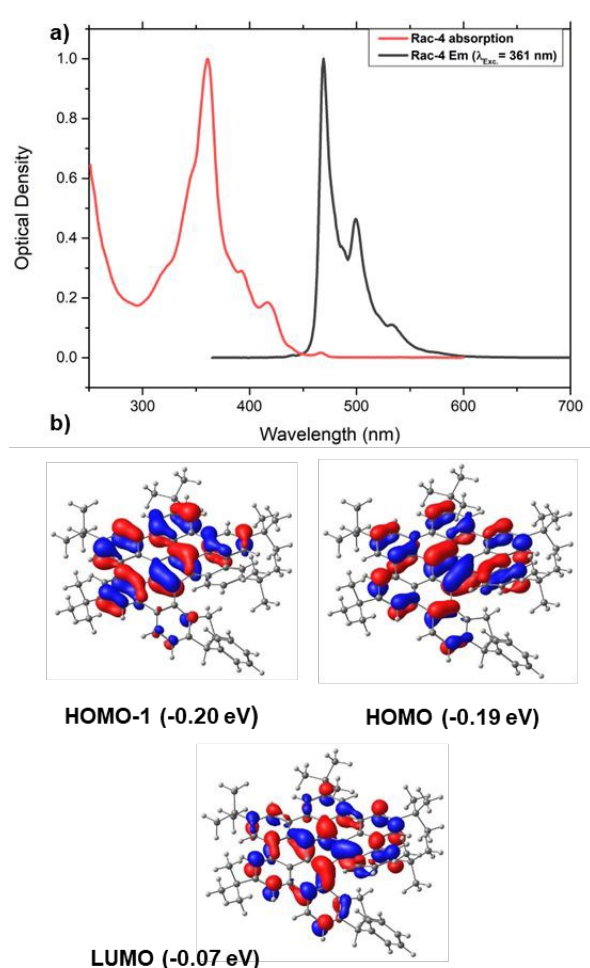 a)
Rac-4 absorption
Rac-4 Em (λExc.= 361 nm)
1.0
0.8
0.6
0.4
0.2
0.0
Optical Density
300
400
500
600
700
Wavelength (nm)
b)
HOMO-1 (-0.20 eV)
HOMO (-0.19 eV)
LUMO (-0.07 eV)